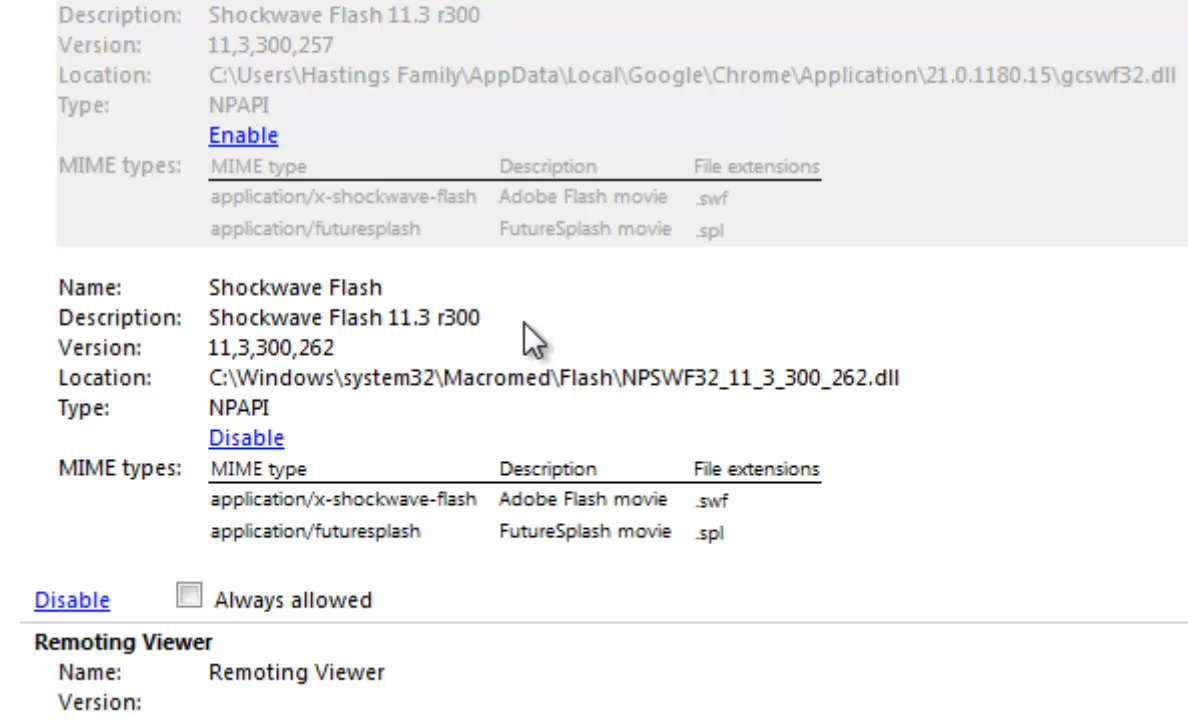 Description: Shockwave Flash 11.3 r300
Version: 11,3,300,257
Location: C:\Users\Hastings Family\AppData\Local\Google\Chrome\Application\21.0.1180.15\gcswf32.dll
Type: NPAPI
Enable
MIME types: MIME type Description File extensions
application/x-shockwave-flash Adobe Flash movie .swf
application/futuresplash FutureSplash movie .spl
Name: Shockwave Flash
Description: Shockwave Flash 11.3 r300
Version: 11,3,300,262
Location: C:\Windows\system32\Macromed\Flash\NPSWF32_11_3_300_262.dll
Type: NPAPI
Disable
MIME types: MIME type Description File extensions
application/x-shockwave-flash Adobe Flash movie .swf
application/futuresplash FutureSplash movie .spl
Disable Always allowed
Remoting Viewer
Name: Remoting Viewer
Version: